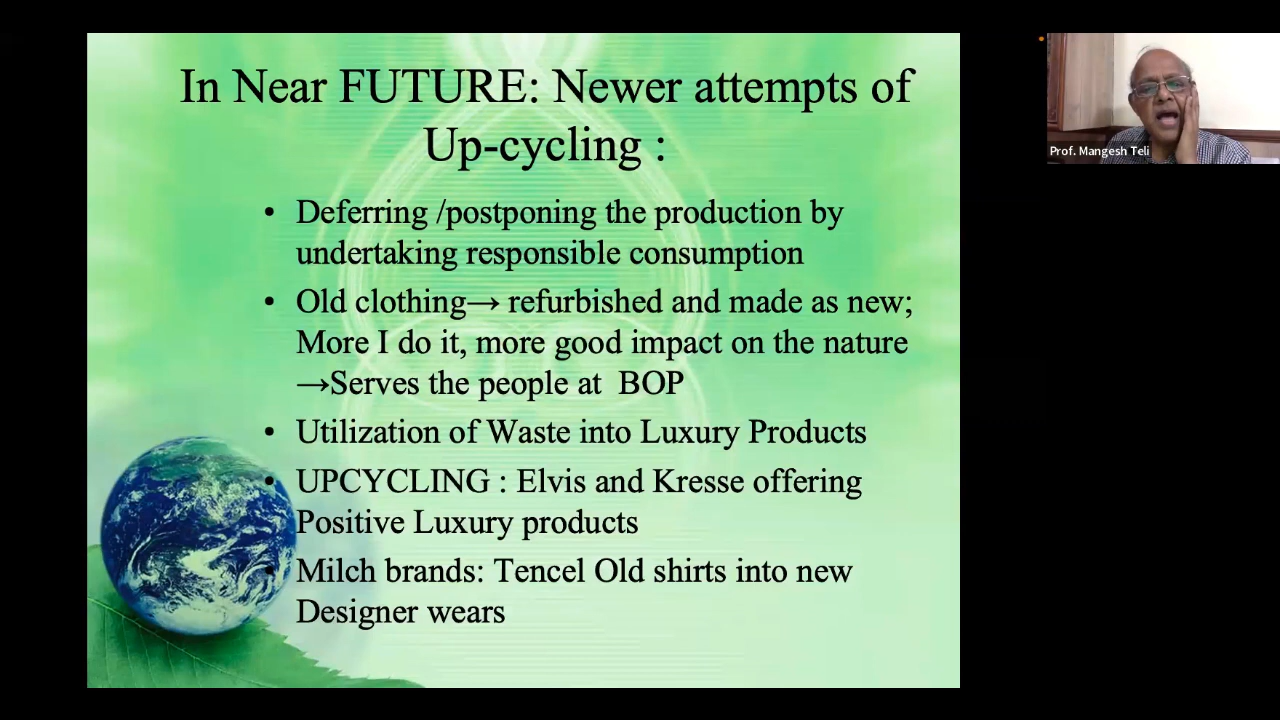 In Near FUTURE: Newer attempts of
Up-cycling :
• Deferring /postponing the production by
undertaking responsible consumption
• Old clothing→ refurbished and made as new;
More I do it, more good impact on the nature
→Serves the people at  BOP
• Utilization of Waste into Luxury Products
• UPCYCLING : Elvis and Kresse offering
Positive Luxury products
• Milch brands: Tencel Old shirts into new
Designer wears
Prof. Mangesh Teli